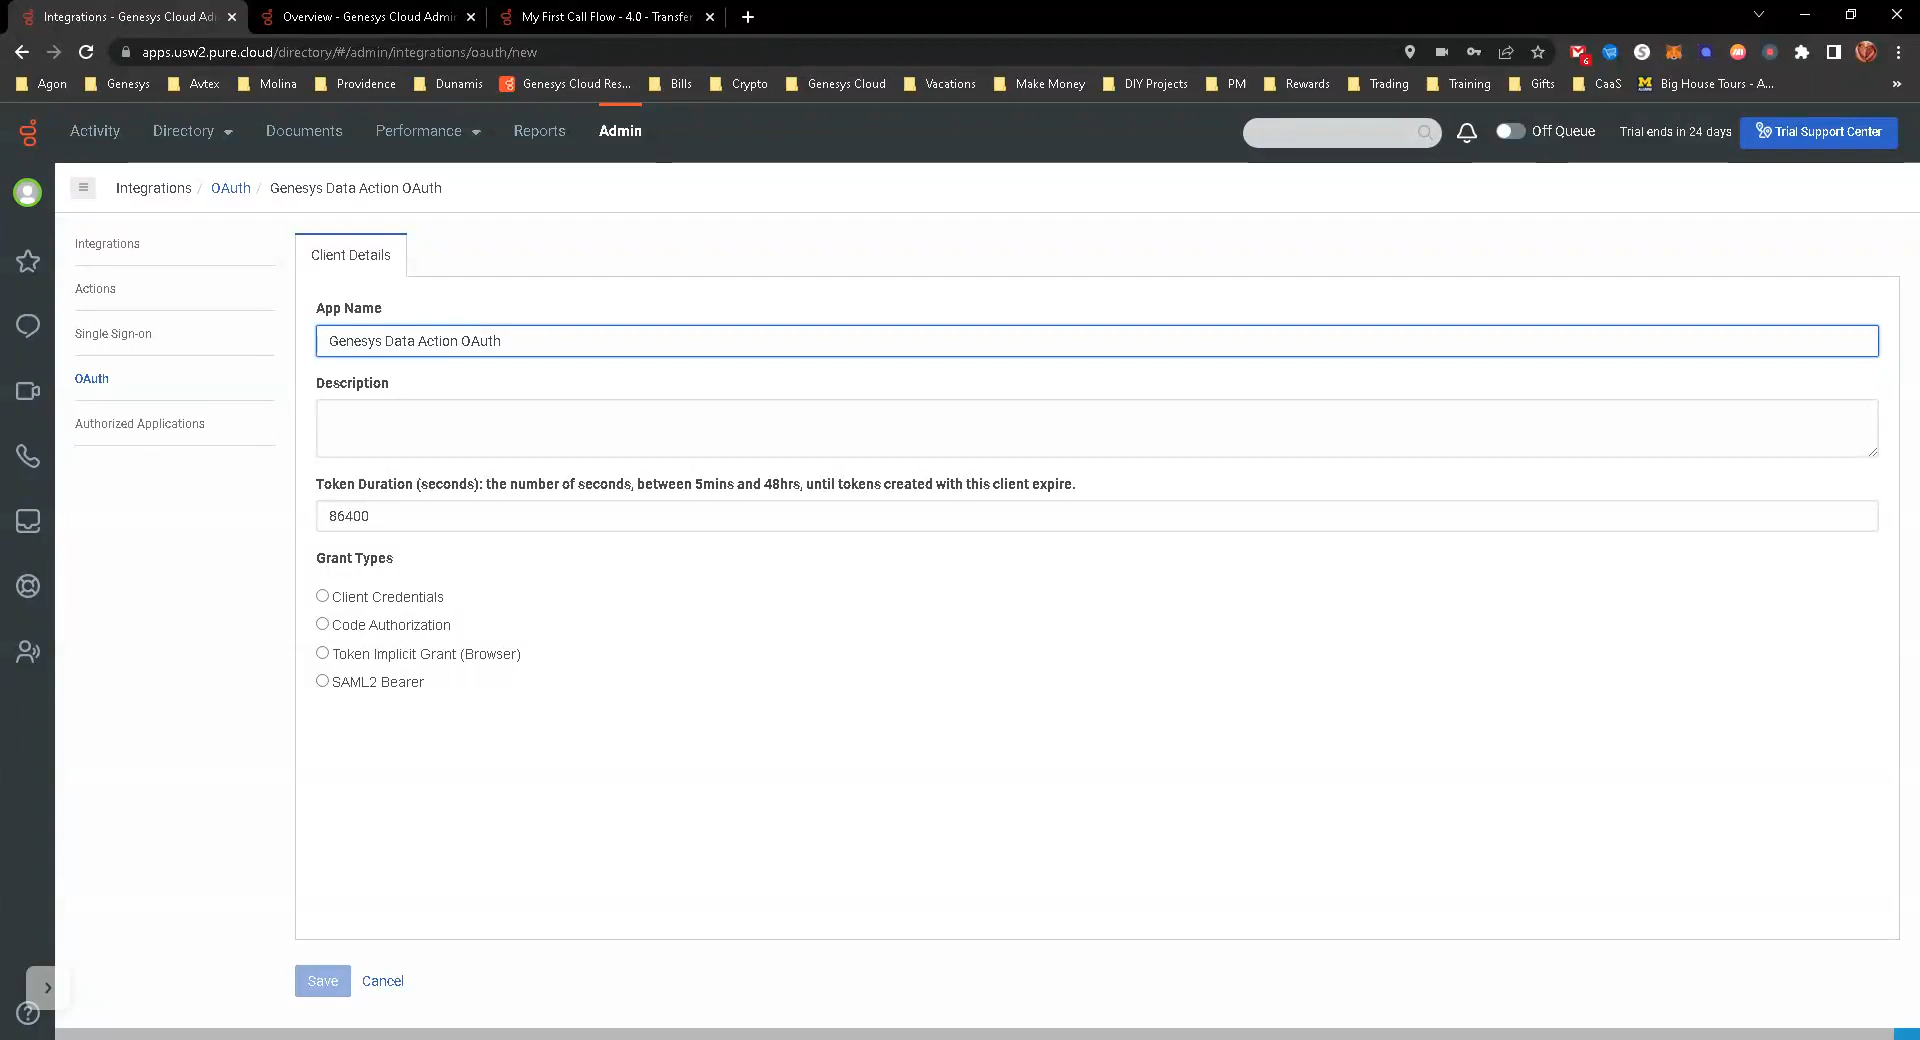 Integrations - Genesys Cloud Ad
Overview - Genesys Cloud Admin
My First Call Flow - 4.0 - Transfer
apps.usw2.pure.cloud/directory/#/admin/integrations/oauth/new
6
Agon
Genesys
Avtex
Molina
Providence
Dunamis
Genesys Cloud Res...
Bills
Crypto
Genesys Cloud
Vacations
Make Money
DIY Projects
PM
Rewards
Trading
Training
Gifts
CaaS
Big House Tours - A...
»
Activity
Directory
Documents
Performance
Reports
Admin
Off Queue
Trial ends in 24 days
Trial Support Center
Integrations / OAuth / Genesys Data Action OAuth
Integrations
Actions
Single Sign-on
OAuth
Authorized Applications
Client Details
App Name
Genesys Data Action OAuth
Description
Token Duration (seconds): the number of seconds, between 5mins and 48hrs, until tokens created with this client expire.
86400
Grant Types
Client Credentials
Code Authorization
Token Implicit Grant (Browser)
SAML2 Bearer
Save
Cancel